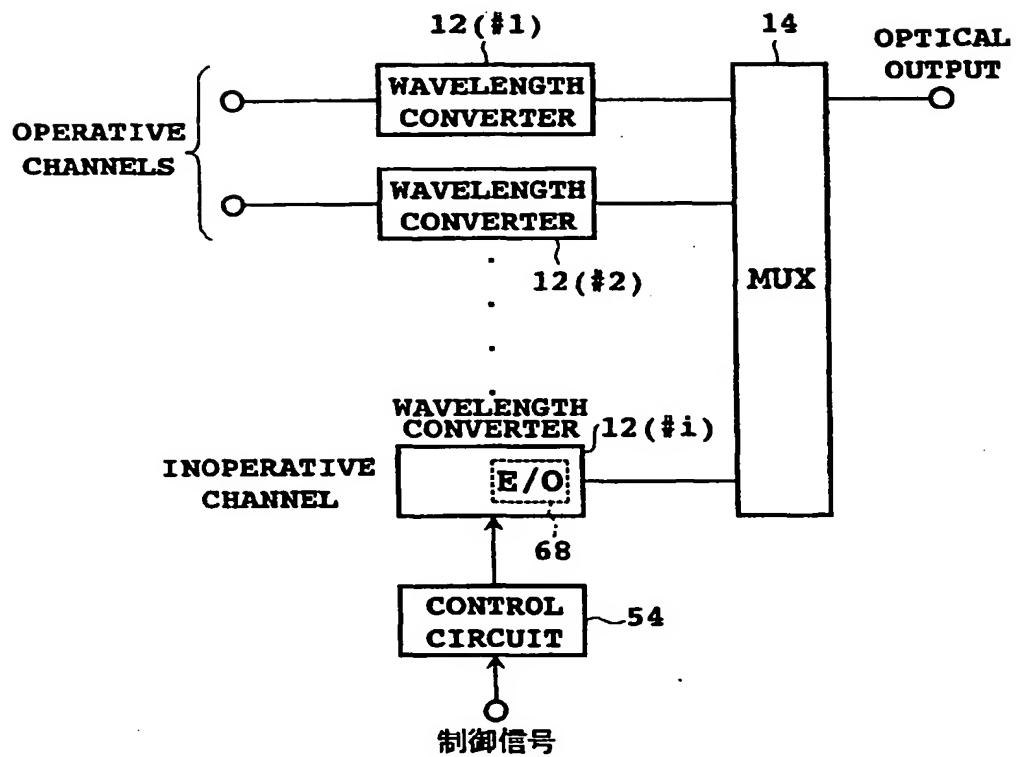 12(#1)
14
OPTICAL
OUTPUT
WAVELENGTH
CONVERTER
OPERATIVE
CHANNELS
WAVELENGTH
CONVERTER
12(#2)
MUX
WAVELENGTH
CONVERTER
12(#i)
INOPERATIVE
CHANNEL
E/O
68
CONTROL
CIRCUIT
54
制御信号